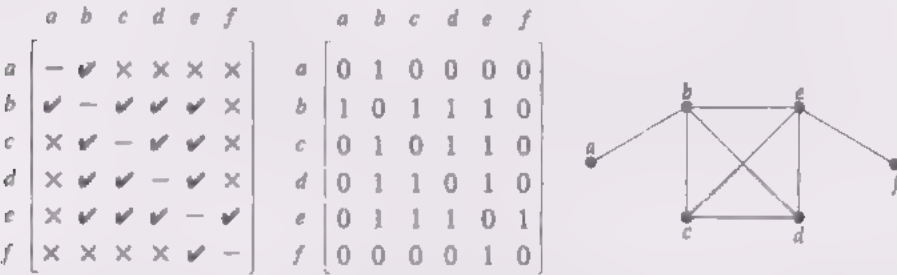 a b c d e f
a — ✔ × × × ×
b ✔ — ✔ ✔ ✔ ×
c × ✔ — ✔ ✔ ×
d × ✔ ✔ — ✔ ×
e × ✔ ✔ ✔ — ✔
f × × × × ✔ —
a b c d e f
a 0 1 0 0 0 0
b 1 0 1 1 1 0
c 0 1 0 1 1 0
d 0 1 1 0 1 0
e 0 1 1 1 0 1
f 0 0 0 0 1 0
b e
a f
c d